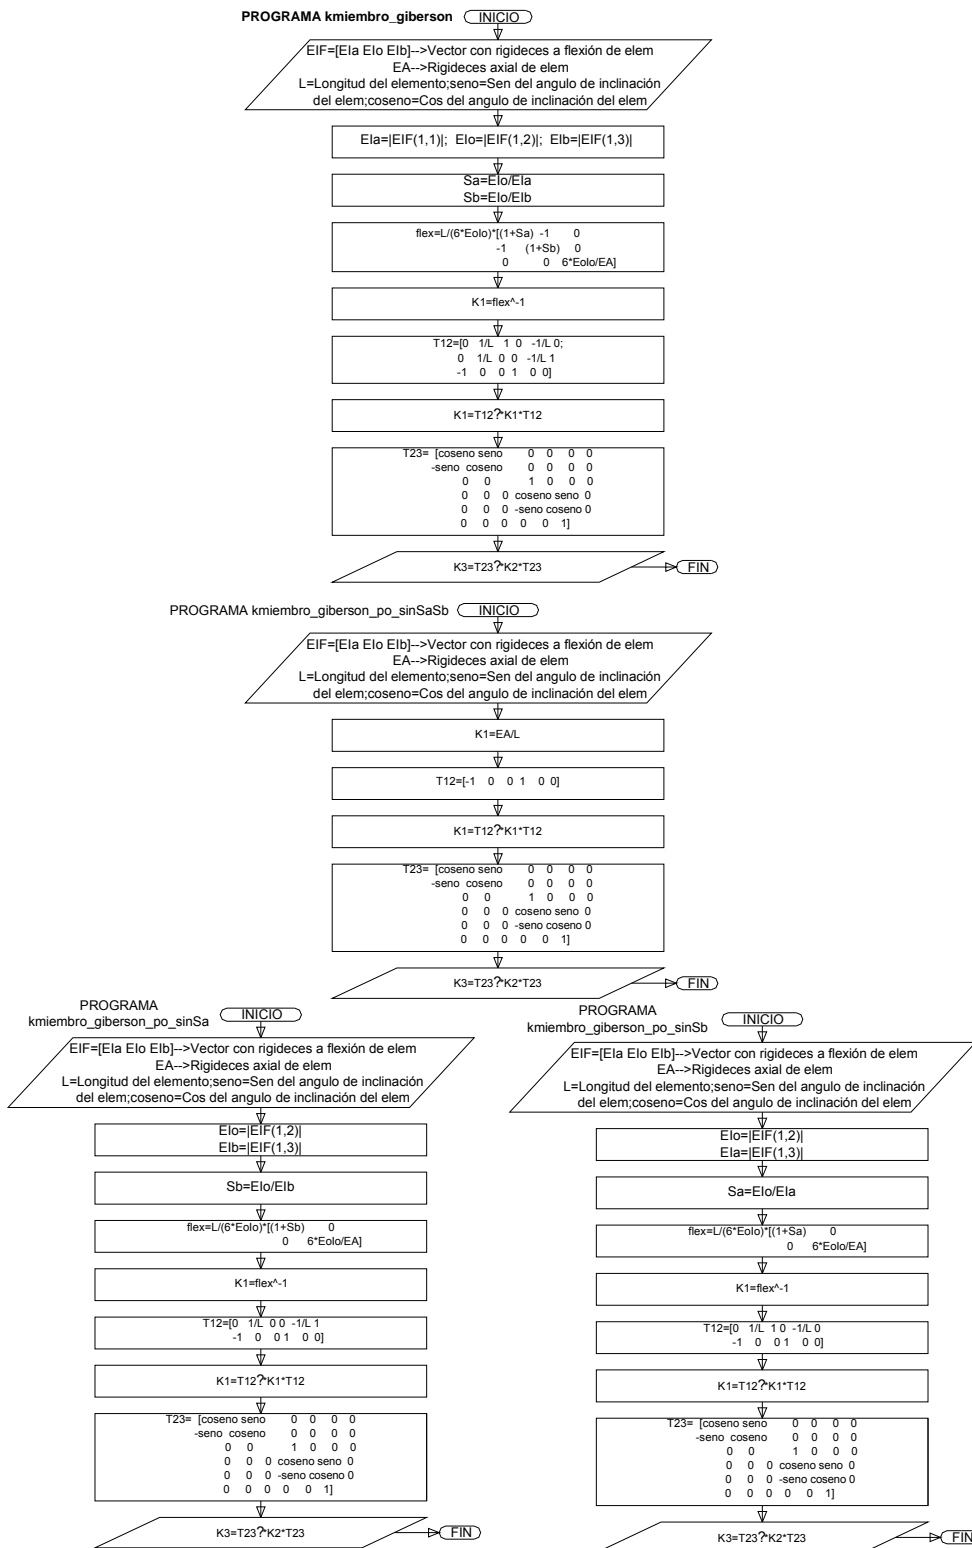 PROGRAMA kmiembro_giberson INICIO
EIF=[EIa EIo EIb]-->Vector con rigideces a flexión de elem
EA-->Rigideces axial de elem
L=Longitud del elemento;seno=Sen del angulo de inclinación
del elem;coseno=Cos del angulo de inclinación del elem
EIa=|EIF(1,1)|; EIo=|EIF(1,2)|; EIb=|EIF(1,3)|
Sa=EIo/EIa
Sb=EIo/EIb
flex=L/(6*EoIo)*[(1+Sa) -1 0
-1 (1+Sb) 0
0 0 6*EoIo/EA]
K1=flex^-1
T12=[0 1/L 1 0 -1/L 0;
0 1/L 0 0 -1/L 1
-1 0 0 1 0 0]
K1=T12?*K1*T12
T23= [coseno seno 0 0 0 0
-seno coseno 0 0 0 0
0 0 1 0 0 0
0 0 0 coseno seno 0
0 0 0 -seno coseno 0
0 0 0 0 0 1]
K3=T23?*K2*T23 FIN
PROGRAMA kmiembro_giberson_po_sinSaSb INICIO
EIF=[EIa EIo EIb]-->Vector con rigideces a flexión de elem
EA-->Rigideces axial de elem
L=Longitud del elemento;seno=Sen del angulo de inclinación
del elem;coseno=Cos del angulo de inclinación del elem
K1=EA/L
T12=[-1 0 0 1 0 0]
K1=T12?*K1*T12
T23= [coseno seno 0 0 0 0
-seno coseno 0 0 0 0
0 0 1 0 0 0
0 0 0 coseno seno 0
0 0 0 -seno coseno 0
0 0 0 0 0 1]
K3=T23?*K2*T23 FIN
PROGRAMA
kmiembro_giberson_po_sinSa INICIO
EIF=[EIa EIo EIb]-->Vector con rigideces a flexión de elem
EA-->Rigideces axial de elem
L=Longitud del elemento;seno=Sen del angulo de inclinación
del elem;coseno=Cos del angulo de inclinación del elem
EIo=|EIF(1,2)|
EIb=|EIF(1,3)|
Sb=EIo/EIb
flex=L/(6*EoIo)*[(1+Sb) 0
0 6*EoIo/EA]
K1=flex^-1
T12=[0 1/L 0 0 -1/L 1
-1 0 0 1 0 0]
K1=T12?*K1*T12
T23= [coseno seno 0 0 0 0
-seno coseno 0 0 0 0
0 0 1 0 0 0
0 0 0 coseno seno 0
0 0 0 -seno coseno 0
0 0 0 0 0 1]
K3=T23?*K2*T23 FIN
PROGRAMA
kmiembro_giberson_po_sinSb INICIO
EIF=[EIa EIo EIb]-->Vector con rigideces a flexión de elem
EA-->Rigideces axial de elem
L=Longitud del elemento;seno=Sen del angulo de inclinación
del elem;coseno=Cos del angulo de inclinación del elem
EIo=|EIF(1,2)|
EIa=|EIF(1,3)|
Sa=EIo/EIa
flex=L/(6*EoIo)*[(1+Sa) 0
0 6*EoIo/EA]
K1=flex^-1
T12=[0 1/L 1 0 -1/L 0
-1 0 0 1 0 0]
K1=T12?*K1*T12
T23= [coseno seno 0 0 0 0
-seno coseno 0 0 0 0
0 0 1 0 0 0
0 0 0 coseno seno 0
0 0 0 -seno coseno 0
0 0 0 0 0 1]
K3=T23?*K2*T23 FIN